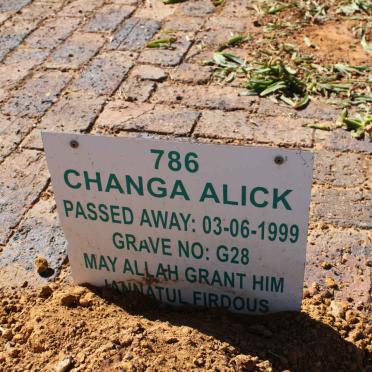 786
CHANGA ALICK
PASSED AWAY: 03-06-1999
GRAVE NO: G28
MAY ALLAH GRANT HIM
JANNATUL FIRDOUS